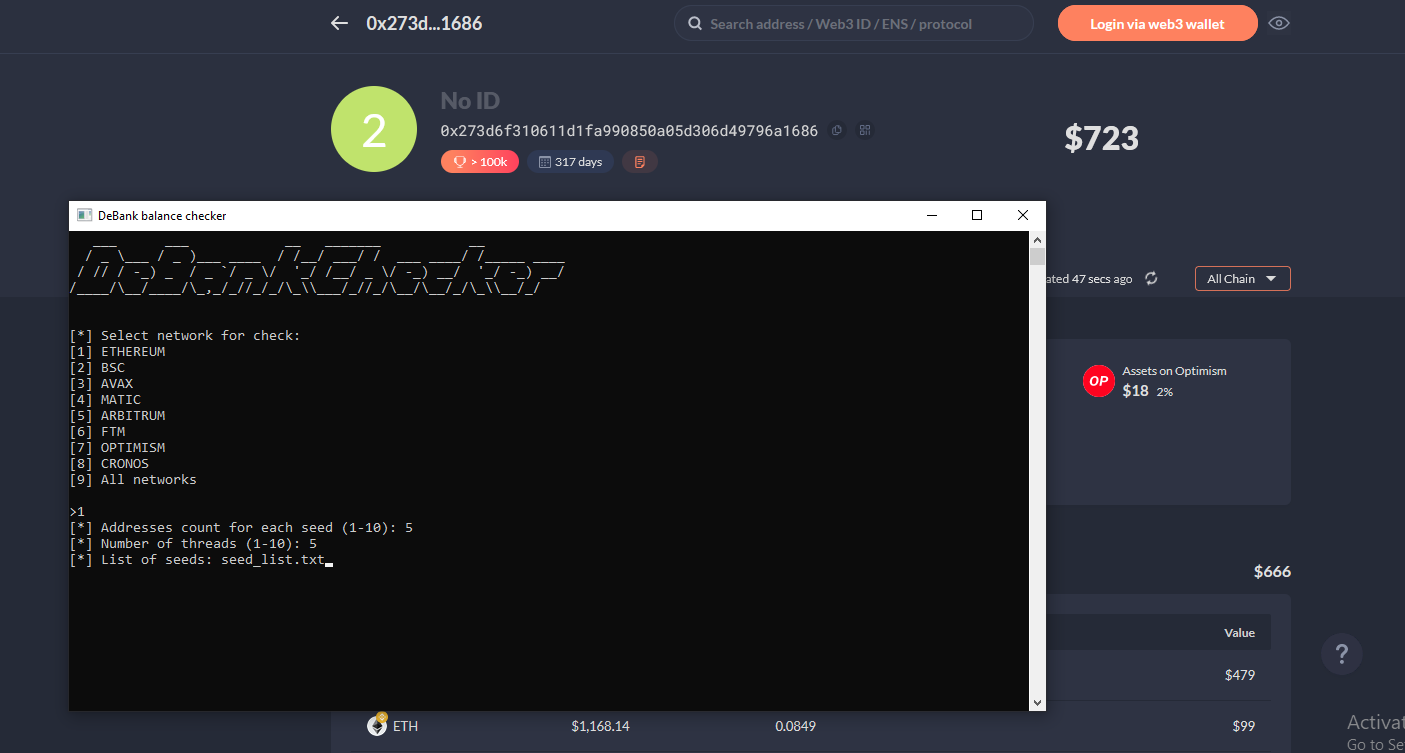 0x273d...1686
Search address / Web3 ID / ENS / protocol
Login via web3 wallet
2
No ID
0x273d6f310611d1fa990850a05d306d49796a1686
> 100k
317 days
$723
DeBank balance checker
DeBankChecker
ated 47 secs ago
All Chain
[*] Select network for check:
[1] ETHEREUM
[2] BSC
[3] AVAX
[4] MATIC
[5] ARBITRUM
[6] FTM
[7] OPTIMISM
[8] CRONOS
[9] All networks
>1
[*] Addresses count for each seed (1-10): 5
[*] Number of threads (1-10): 5
[*] List of seeds: seed_list.txt
OP
Assets on Optimism
$18 2%
$666
Value
$479
?
ETH $1,168.14 0.0849 $99
Activat
Go to Se